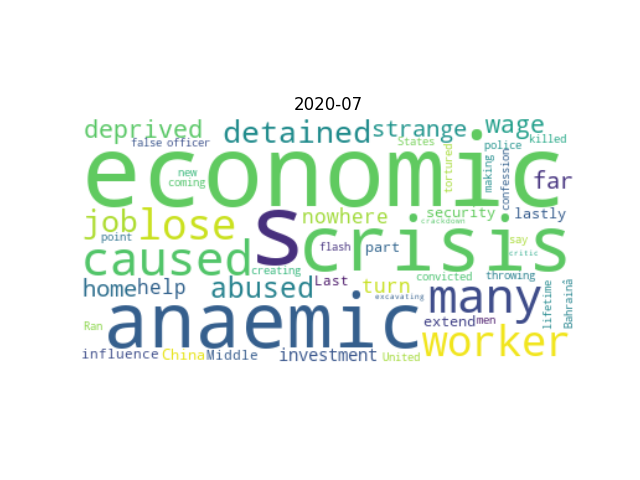 2020-07
deprived false officer detained strange States wage killed
economic tortured police making confession far
new coming
job lose s nowhere security crackdown lastly
point flash part crisis say critic
caused creating Last convicted throwing
home help abused turn excavating many lifetime Bahrainâ
Ran anaemic extend men worker
influence China Middle investment United